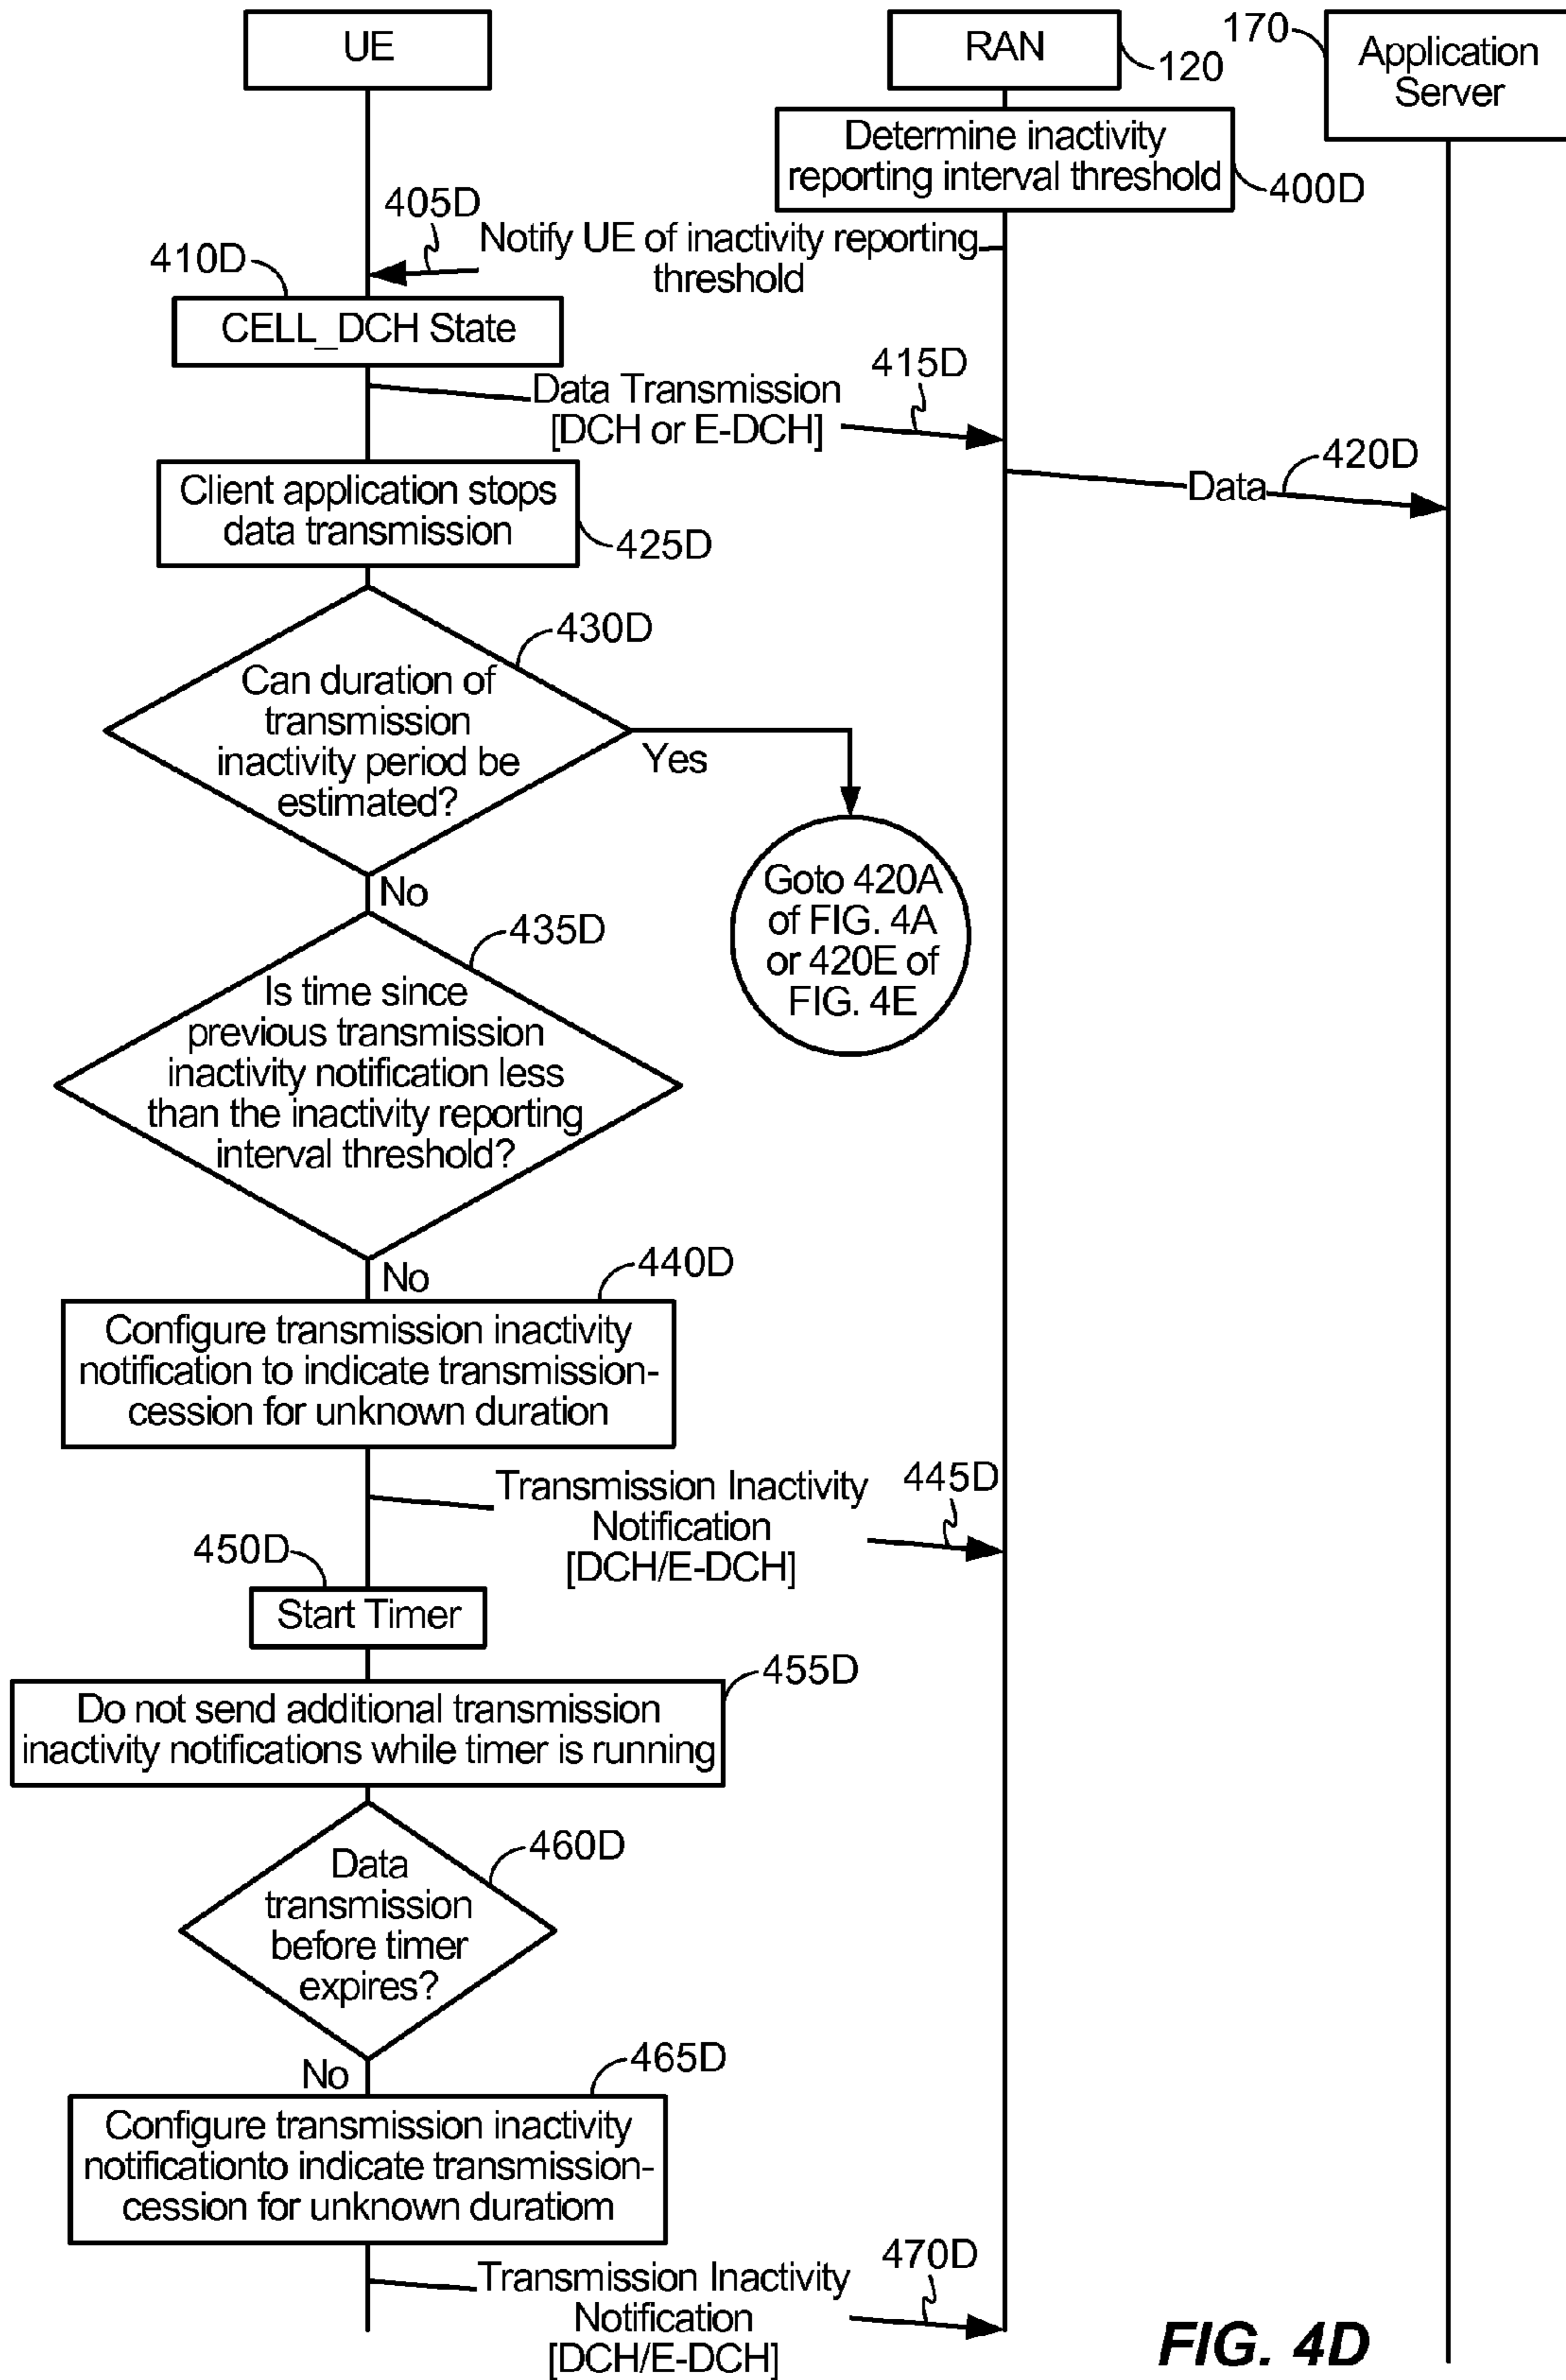 UE
RAN
120
170
Application
Server
Determine inactivity
reporting interval threshold
400D
405D
Notify UE of inactivity reporting
threshold
410D
CELL_DCH State
Data Transmission
[DCH or E-DCH]
415D
Data
420D
Client application stops
data transmission
425D
430D
Can duration of
transmission
inactivity period be
estimated?
Yes
No
Goto 420A
of FIG. 4A
or 420E of
FIG. 4E
435D
Is time since
previous transmission
inactivity notification less
than the inactivity reporting
interval threshold?
No
440D
Configure transmission inactivity
notification to indicate transmission-
cession for unknown duration
Transmission Inactivity
Notification
[DCH/E-DCH]
445D
450D
Start Timer
455D
Do not send additional transmission
inactivity notifications while timer is running
460D
Data
transmission
before timer
expires?
No
465D
Configure transmission inactivity
notificationto indicate transmission-
cession for unknown duratiom
Transmission Inactivity
Notification
[DCH/E-DCH]
470D
FIG. 4D